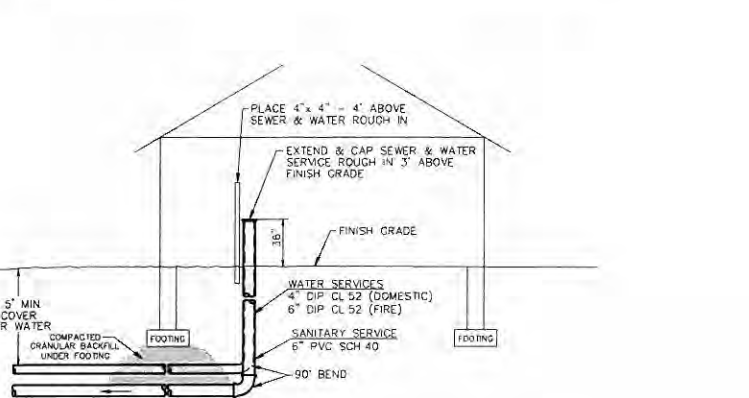 PLACE 4"x 4" - 4' ABOVE
SEWER & WATER ROUGH IN
EXTEND & CAP SEWER & WATER
SERVICE ROUGH IN 3' ABOVE
FINISH GRADE
36"
FINISH GRADE
5' MIN
COVER
R WATER
WATER SERVICES
4" DIP CL 52 (DOMESTIC)
6" DIP CL 52 (FIRE)
COMPACTED
GRANULAR BACKFILL
UNDER FOOTING
FOOTING
SANITARY SERVICE
6" PVC SCH 40
FOOTING
90° BEND